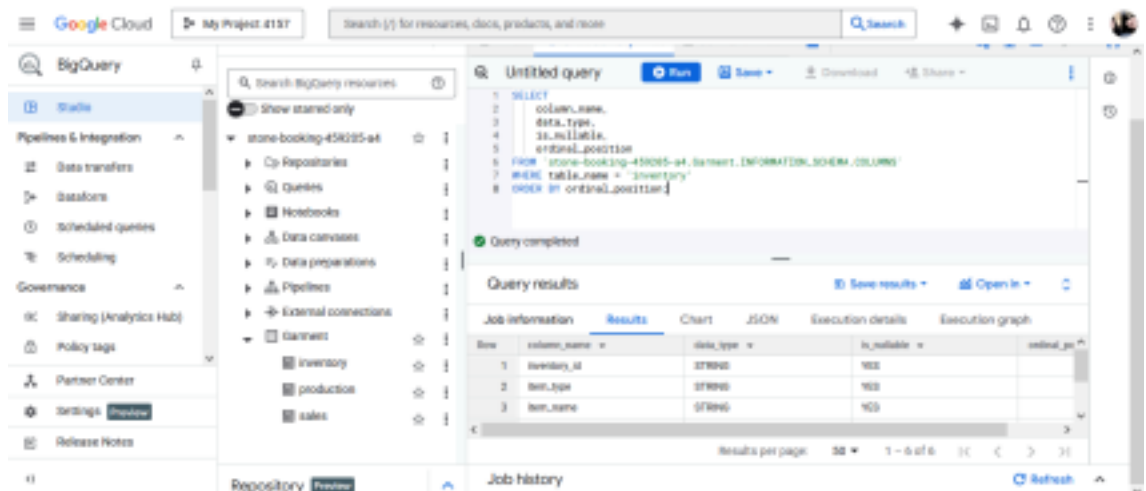 Google Cloud
My Project 4157
Search (/) for resources, docs, products, and more
Search
BigQuery
Studio
Pipelines & Integration
Data transfers
Dataform
Scheduled queries
Scheduling
Governance
Sharing (Analytics Hub)
Policy tags
Partner Center
Settings Preview
Release Notes
Search BigQuery resources
Show starred only
stone-booking-459205-a4
Repositories
Queries
Notebooks
Data canvases
Data preparations
Pipelines
External connections
Garment
inventory
production
sales
Repository Preview
Untitled query
Run
Save
Download
Share
1 SELECT
2 column_name,
3 data_type,
4 is_nullable,
5 ordinal_position
6 FROM `stone-booking-459205-a4.Garment.INFORMATION_SCHEMA.COLUMNS`
7 WHERE table_name = 'inventory'
8 ORDER BY ordinal_position;
Query completed
Query results
Save results
Open in
Job information Results Chart JSON Execution details Execution graph
Row column_name data_type is_nullable ordinal_po
1 inventory_id STRING YES
2 item_type STRING YES
3 item_name STRING YES
Results per page: 50 1 – 6 of 6
Job history
Refresh